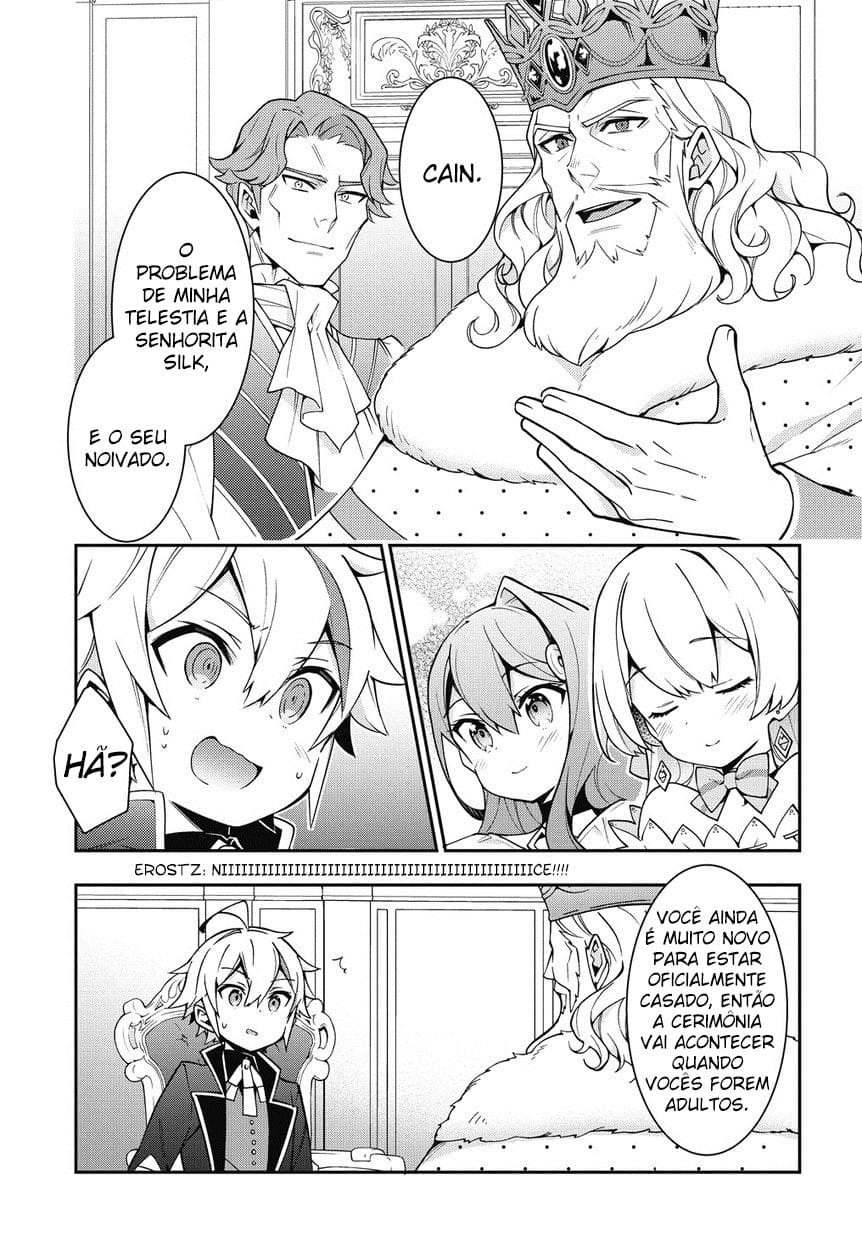 CAIN.
O
PROBLEMA
DE MINHA
TELESTIA E A
SENHORITA
SILK,
E O SEU
NOIVADO.
HÃ?
EROSTZ: NIIIIIIIIIIIIIIIIIIIIIIIIIIIIIIIIIIIIIIIIIIIIIIIIIICE!!!!
VOCÊ AINDA
É MUITO NOVO
PARA ESTAR
OFICIALMENTE
CASADO, ENTÃO
A CERIMÔNIA
VAI ACONTECER
QUANDO
VOCÊS FOREM
ADULTOS.